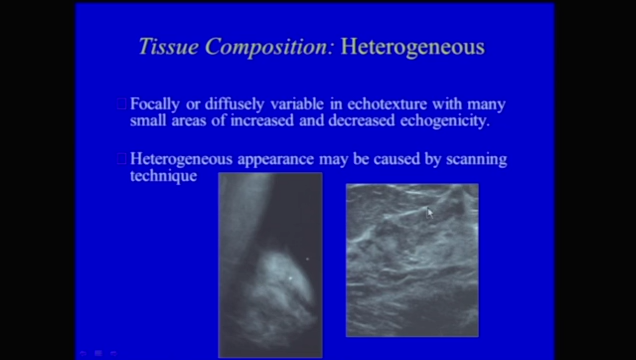 Tissue Composition: Heterogeneous
Focally or diffusely variable in echotexture with many
small areas of increased and decreased echogenicity.
Heterogeneous appearance may be caused by scanning
technique